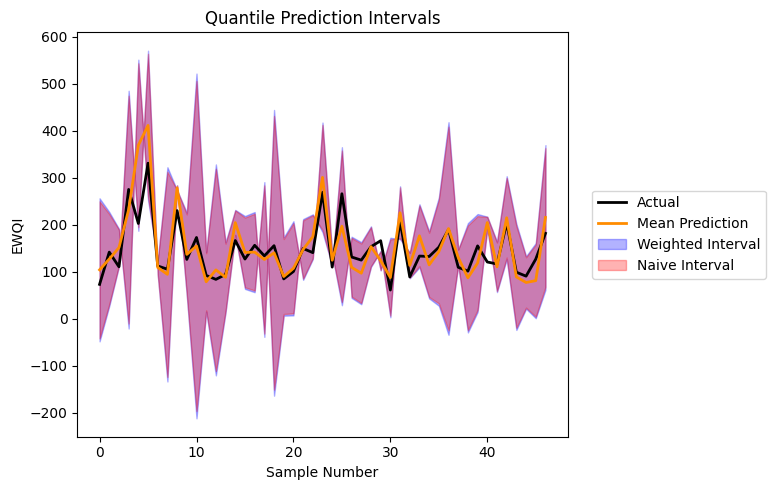 Quantile Prediction Intervals
EWQI
600
500
400
300
200
100
0
−100
−200
0
10
20
30
40
Sample Number
Actual
Mean Prediction
Weighted Interval
Naive Interval